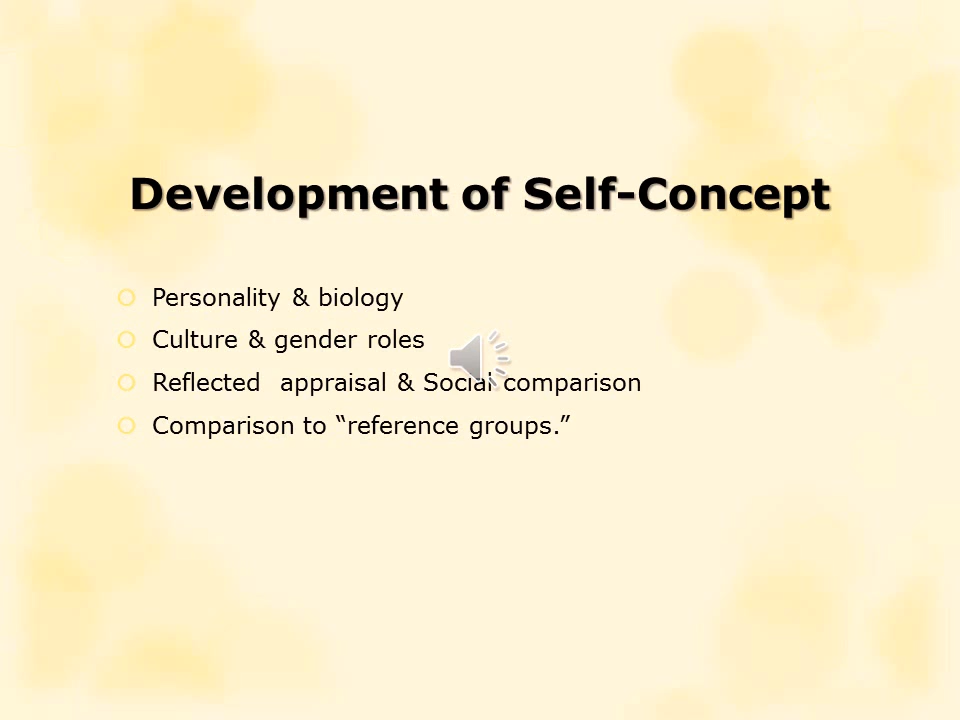 Development of Self-Concept
Personality & biology
Culture & gender roles
Reflected  appraisal & Social comparison
Comparison to “reference groups.”